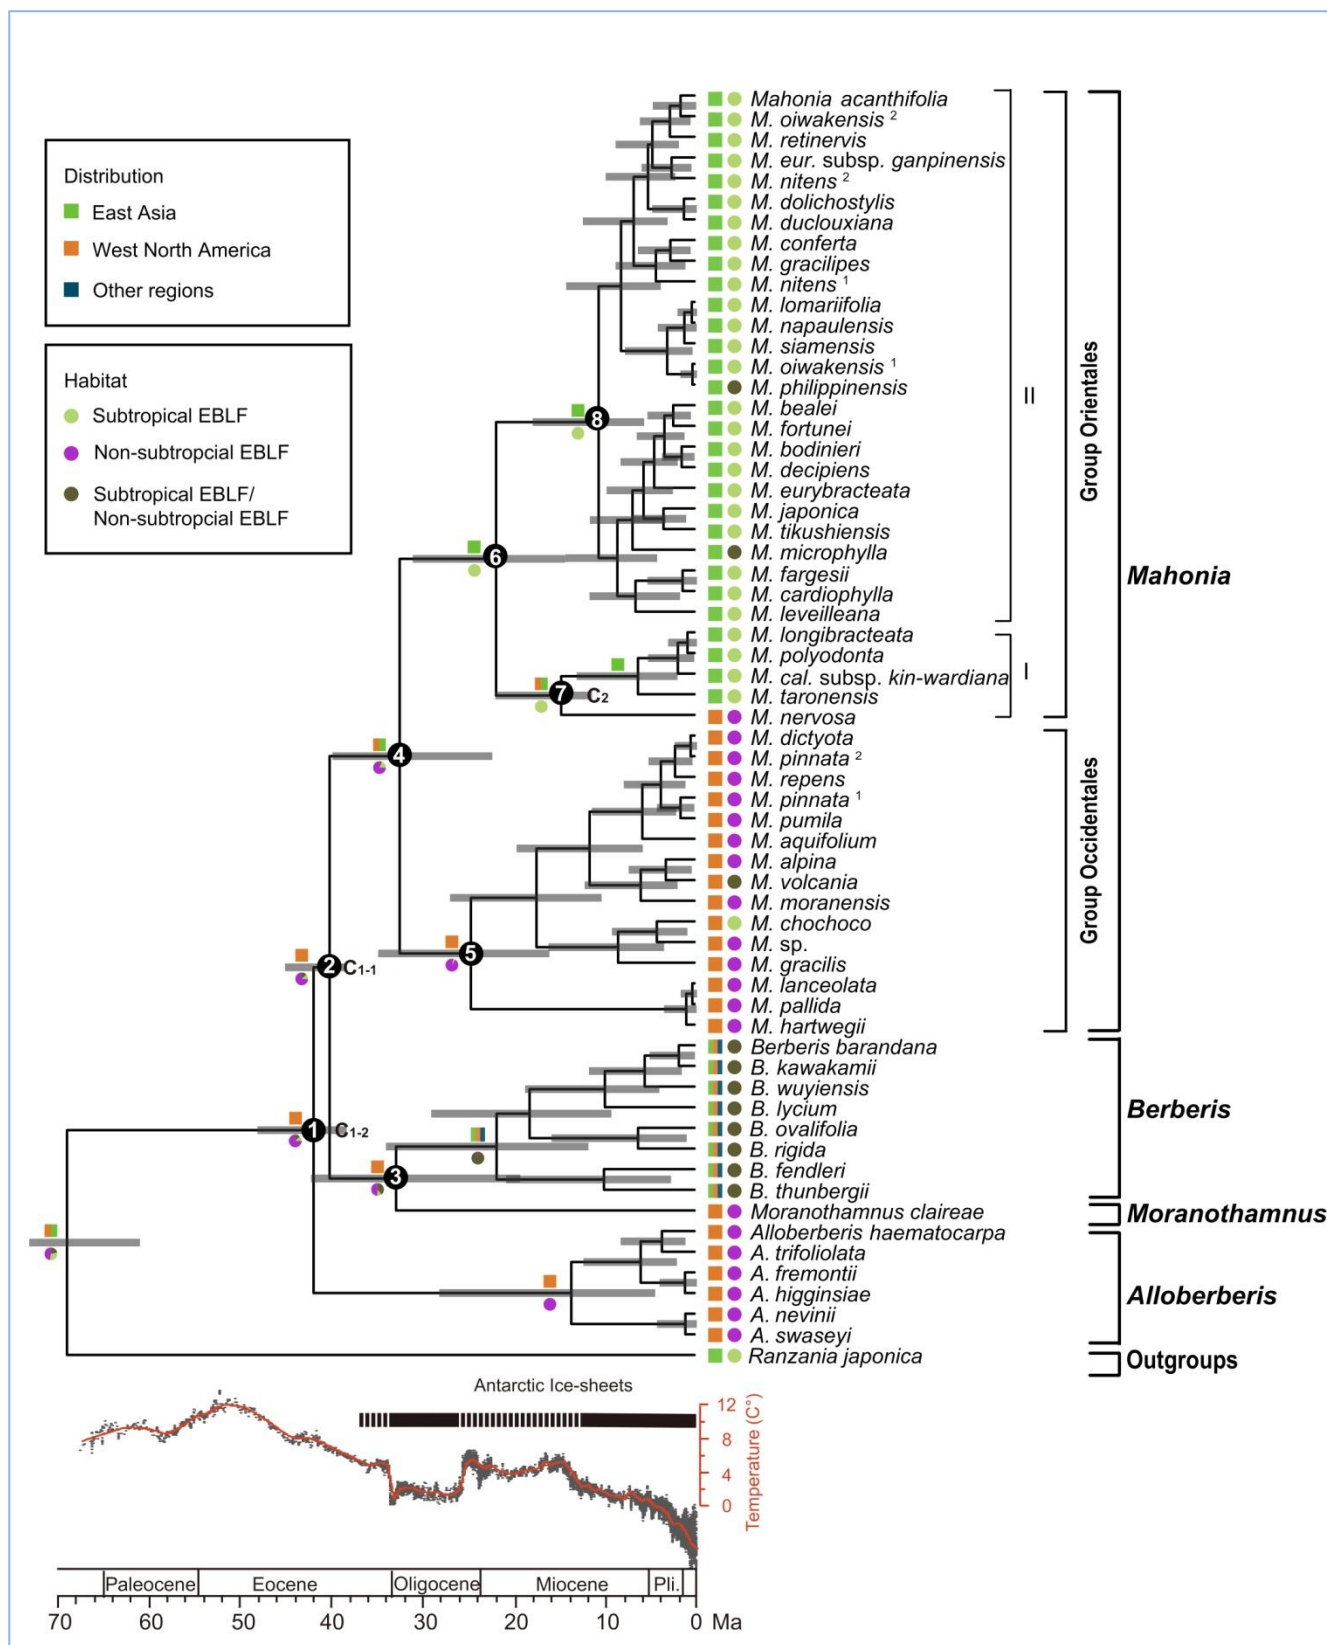 Distribution
East Asia
West North America
Other regions
Habitat
Subtropical EBLF
Non-subtropcial EBLF
Subtropical EBLF/
Non-subtropcial EBLF
Mahonia acanthifolia
M. oiwakensis 2
M. retinervis
M. eur. subsp. ganpinensis
M. nitens 2
M. dolichostylis
M. duclouxiana
M. conferta
M. gracilipes
M. nitens 1
M. lomariifolia
M. napaulensis
M. siamensis
M. oiwakensis 1
M. philippinensis
M. bealei
M. fortunei
M. bodinieri
M. decipiens
M. eurybracteata
M. japonica
M. tikushiensis
M. microphylla
M. fargesii
M. cardiophylla
M. leveilleana
M. longibracteata
M. polyodonta
M. cal. subsp. kin-wardiana
M. taronensis
M. nervosa
M. dictyota
M. pinnata 2
M. repens
M. pinnata 1
M. pumila
M. aquifolium
M. alpina
M. volcania
M. moranensis
M. chochoco
M. sp.
M. gracilis
M. lanceolata
M. pallida
M. hartwegii
Berberis barandana
B. kawakamii
B. wuyiensis
B. lycium
B. ovalifolia
B. rigida
B. fendleri
B. thunbergii
Moranothamnus claireae
Alloberberis haematocarpa
A. trifoliolata
A. fremontii
A. higginsiae
A. nevinii
A. swaseyi
Ranzania japonica
8
6
7 C2
4
5
2 C1-1
1 C1-2
3
II
I
Group Orientales
Group Occidentales
Mahonia
Berberis
Moranothamnus
Alloberberis
Outgroups
Antarctic Ice-sheets
12
8
4
0
Temperature (C°)
Paleocene Eocene Oligocene Miocene Pli.
70 60 50 40 30 20 10 0 Ma